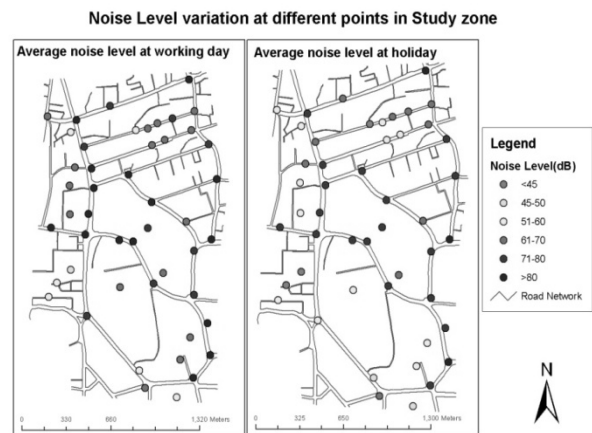 Noise Level variation at different points in Study zone
Average noise level at working day
Average noise level at holiday
0 330 660 1,320 Meters
0 325 650 1,300 Meters
Legend
Noise Level(dB)
<45
45-50
51-60
61-70
71-80
>80
Road Network
N